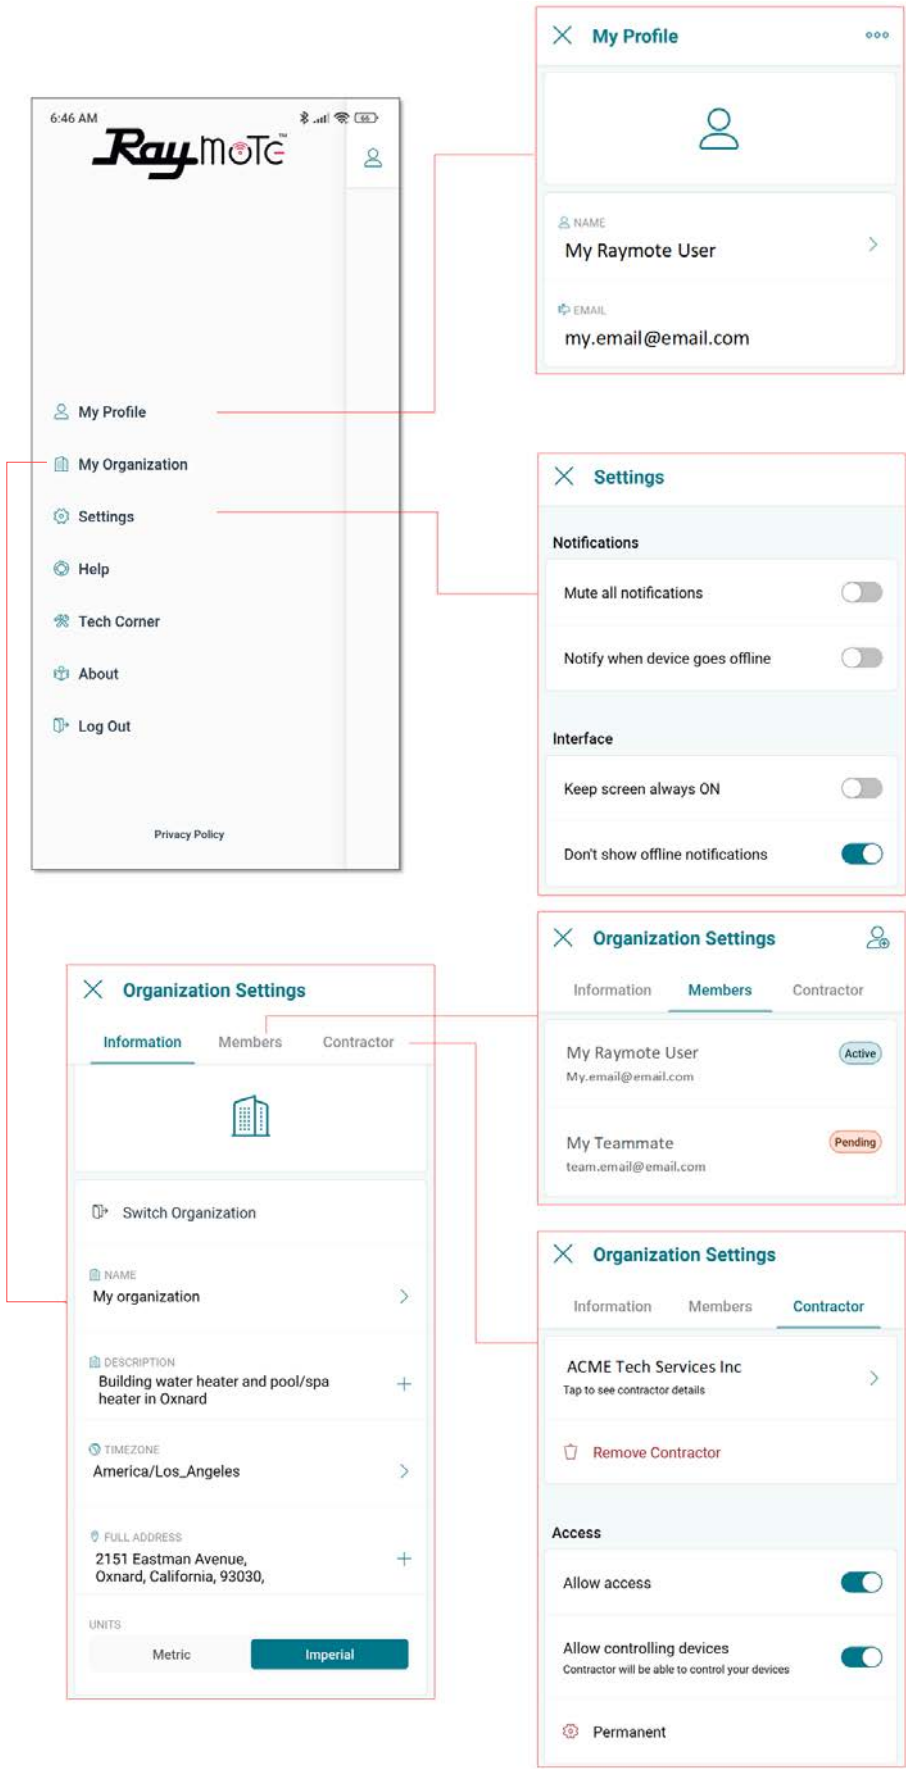 6:46 AM
66
Raymote™
My Profile
My Organization
Settings
Help
Tech Corner
About
Log Out
Privacy Policy
My Profile
NAME
My Raymote User
EMAIL
my.email@email.com
Settings
Notifications
Mute all notifications
Notify when device goes offline
Interface
Keep screen always ON
Don't show offline notifications
Organization Settings
Information Members Contractor
Switch Organization
NAME
My organization
DESCRIPTION
Building water heater and pool/spa
heater in Oxnard
TIMEZONE
America/Los_Angeles
FULL ADDRESS
2151 Eastman Avenue,
Oxnard, California, 93030,
UNITS
Metric Imperial
Organization Settings
Information Members Contractor
My Raymote User Active
My.email@email.com
My Teammate Pending
team.email@email.com
Organization Settings
Information Members Contractor
ACME Tech Services Inc
Tap to see contractor details
Remove Contractor
Access
Allow access
Allow controlling devices
Contractor will be able to control your devices
Permanent